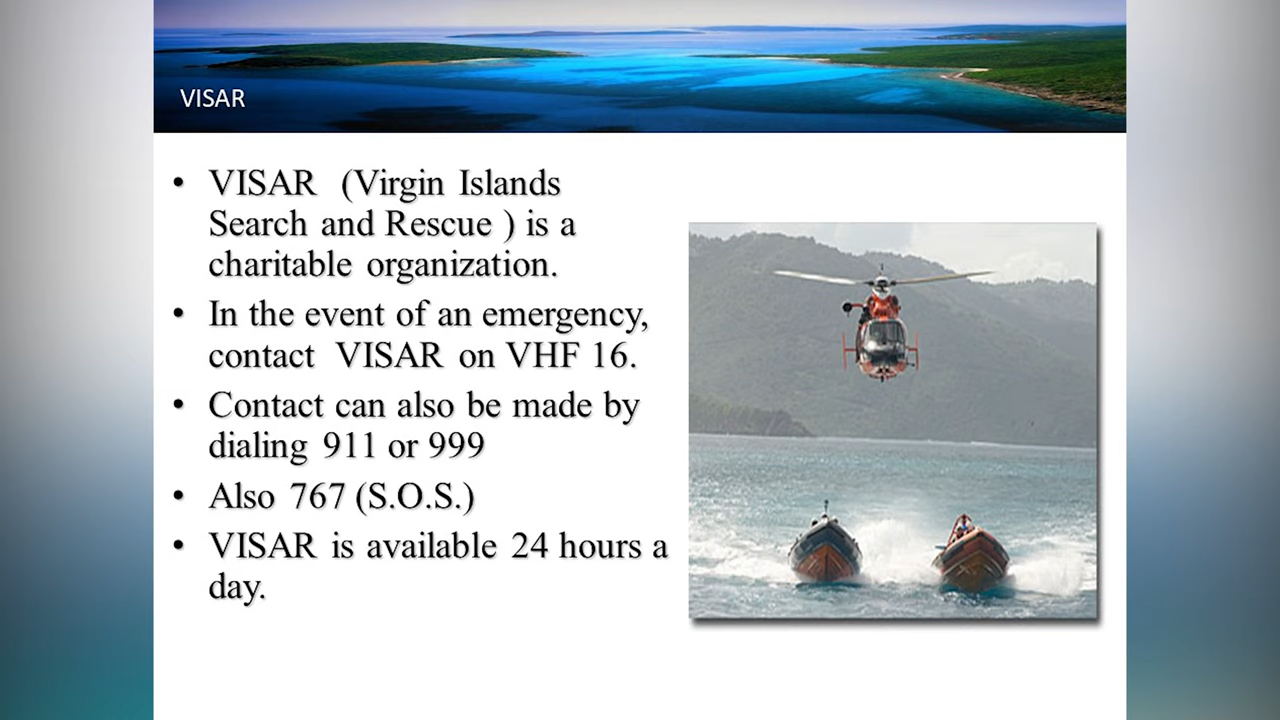 VISAR
• VISAR (Virgin Islands
Search and Rescue ) is a
charitable organization.
• In the event of an emergency,
contact VISAR on VHF 16.
• Contact can also be made by
dialing 911 or 999
• Also 767 (S.O.S.)
• VISAR is available 24 hours a
day.